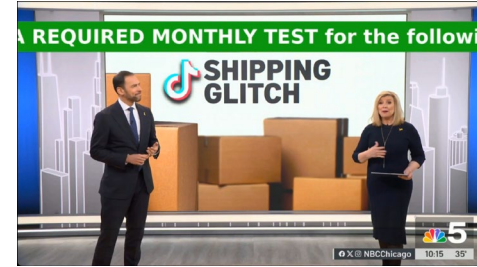 A REQUIRED MONTHLY TEST for the followi
SHIPPING
GLITCH
5
NBCChicago
10:15 35°